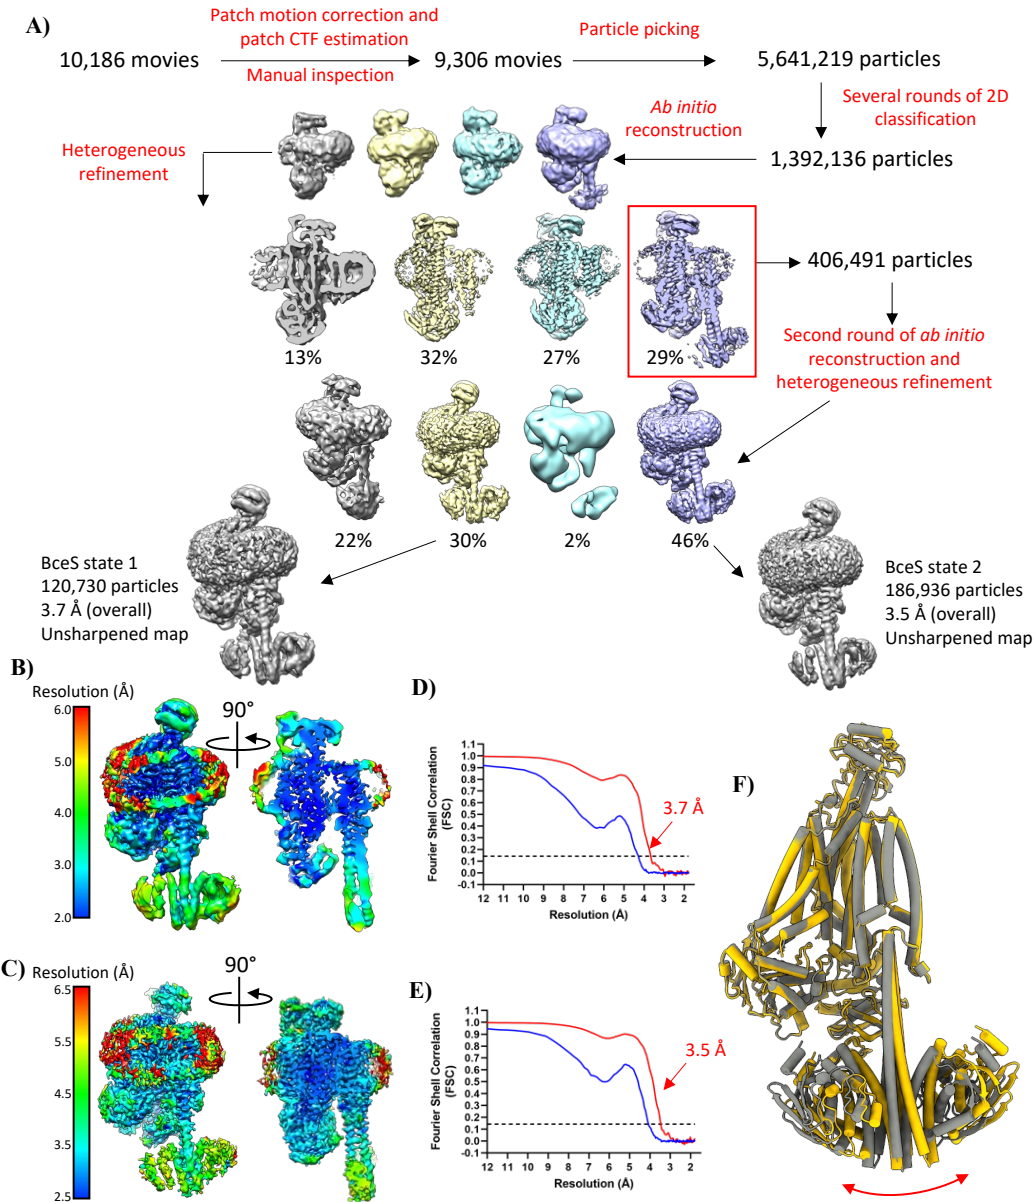 A)
Patch motion correction and
patch CTF estimation
Manual inspection
10,186 movies
9,306 movies
Particle picking
5,641,219 particles
Several rounds of 2D
classification
Ab initio
reconstruction
1,392,136 particles
Heterogeneous
refinement
406,491 particles
13%
32%
27%
29%
Second round of ab initio
reconstruction and
heterogeneous refinement
22%
30%
2%
46%
BceS state 1
120,730 particles
3.7 Å (overall)
Unsharpened map
BceS state 2
186,936 particles
3.5 Å (overall)
Unsharpened map
B)
Resolution (Å)
6.0
5.0
4.0
3.0
2.0
90°
C)
Resolution (Å)
6.5
5.5
4.5
3.5
2.5
90°
D)
Fourier Shell Correlation
(FSC)
1.1
1.0
0.9
0.8
0.7
0.6
0.5
0.4
0.3
0.2
0.1
0.0
-0.1
3.7 Å
12 11 10 9 8 7 6 5 4 3 2
Resolution (Å)
E)
Fourier Shell Correlation
(FSC)
1.1
1.0
0.9
0.8
0.7
0.6
0.5
0.4
0.3
0.2
0.1
0.0
-0.1
3.5 Å
12 11 10 9 8 7 6 5 4 3 2
Resolution (Å)
F)